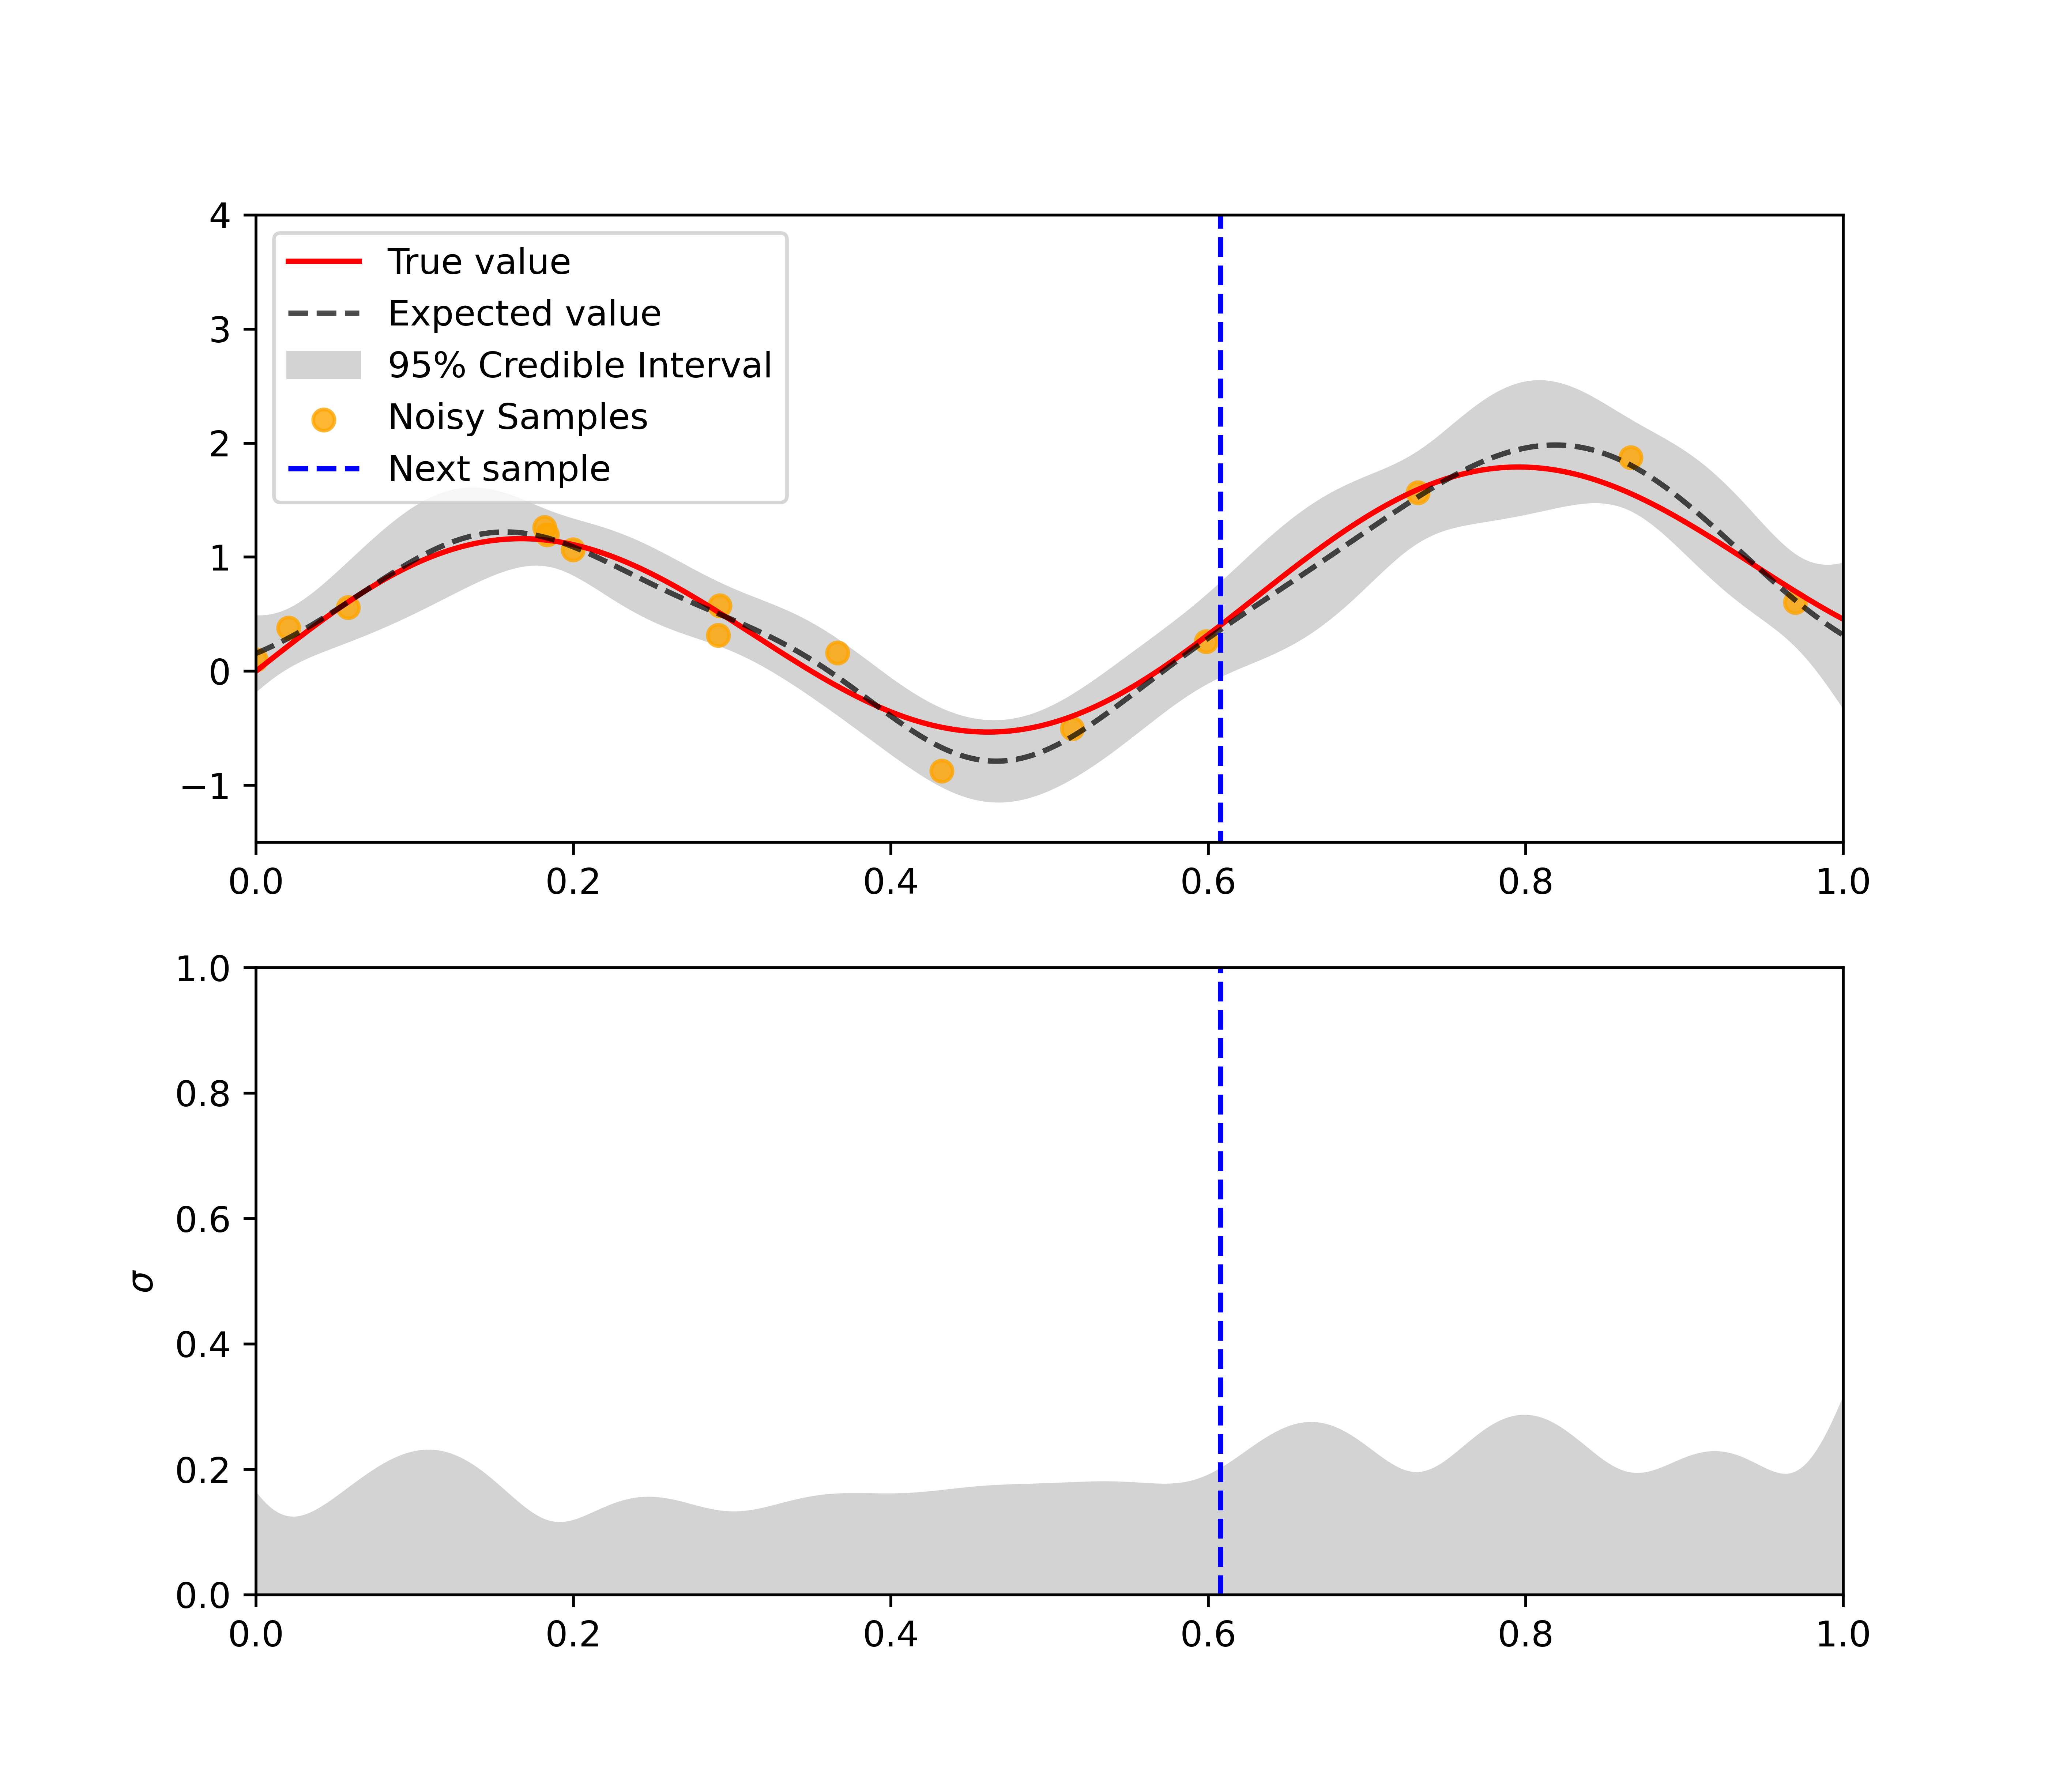 4
3
2
1
0
−1
True value
Expected value
95% Credible Interval
Noisy Samples
Next sample
0.0 0.2 0.4 0.6 0.8 1.0
1.0
0.8
0.6
0.4
0.2
0.0
σ
0.0 0.2 0.4 0.6 0.8 1.0